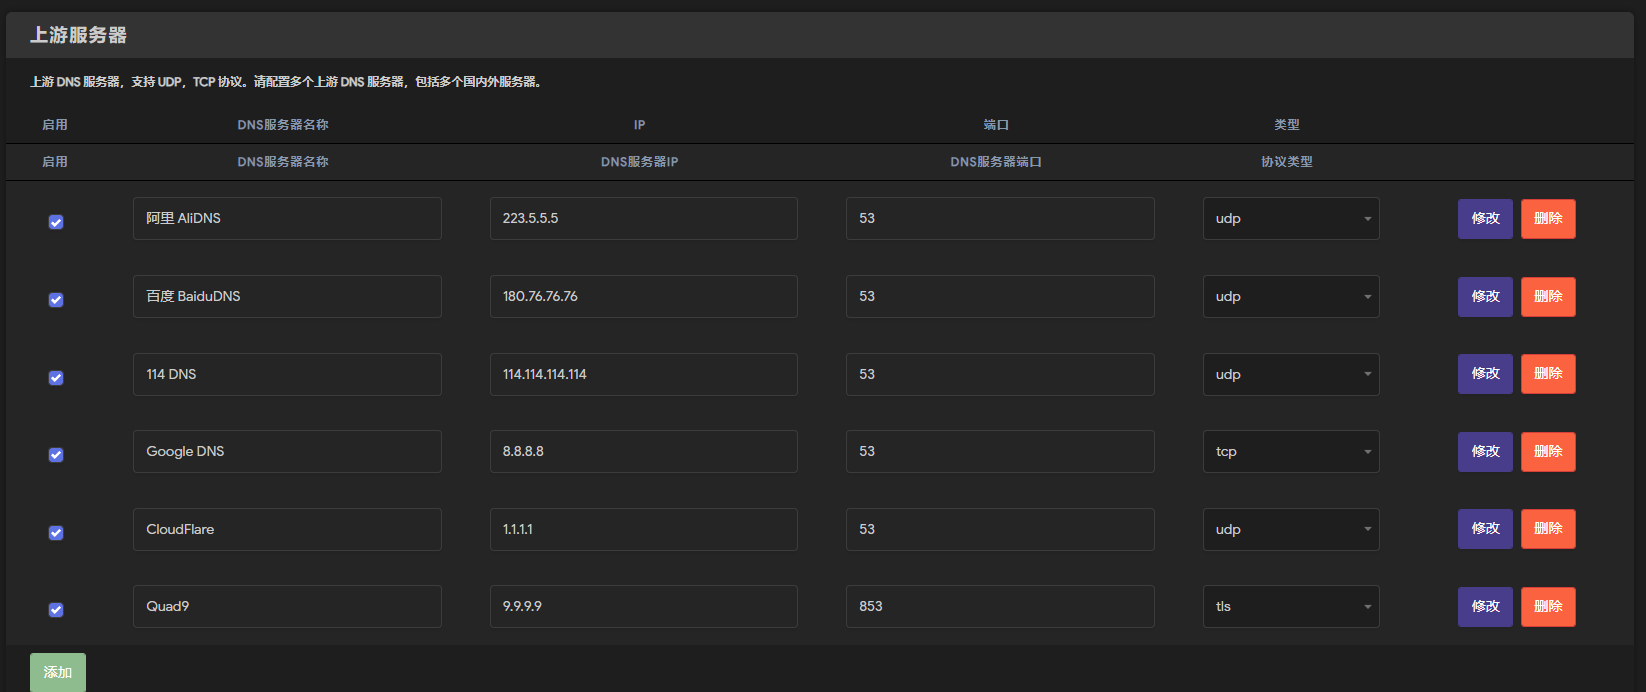 上游服务器
上游 DNS 服务器，支持 UDP，TCP 协议。请配置多个上游 DNS 服务器，包括多个国内外服务器。
启用 DNS服务器名称 IP 端口 类型
启用 DNS服务器名称 DNS服务器IP DNS服务器端口 协议类型
阿里 AliDNS 223.5.5.5 53 udp 修改 删除
百度 BaiduDNS 180.76.76.76 53 udp 修改 删除
114 DNS 114.114.114.114 53 udp 修改 删除
Google DNS 8.8.8.8 53 tcp 修改 删除
CloudFlare 1.1.1.1 53 udp 修改 删除
Quad9 9.9.9.9 853 tls 修改 删除
添加